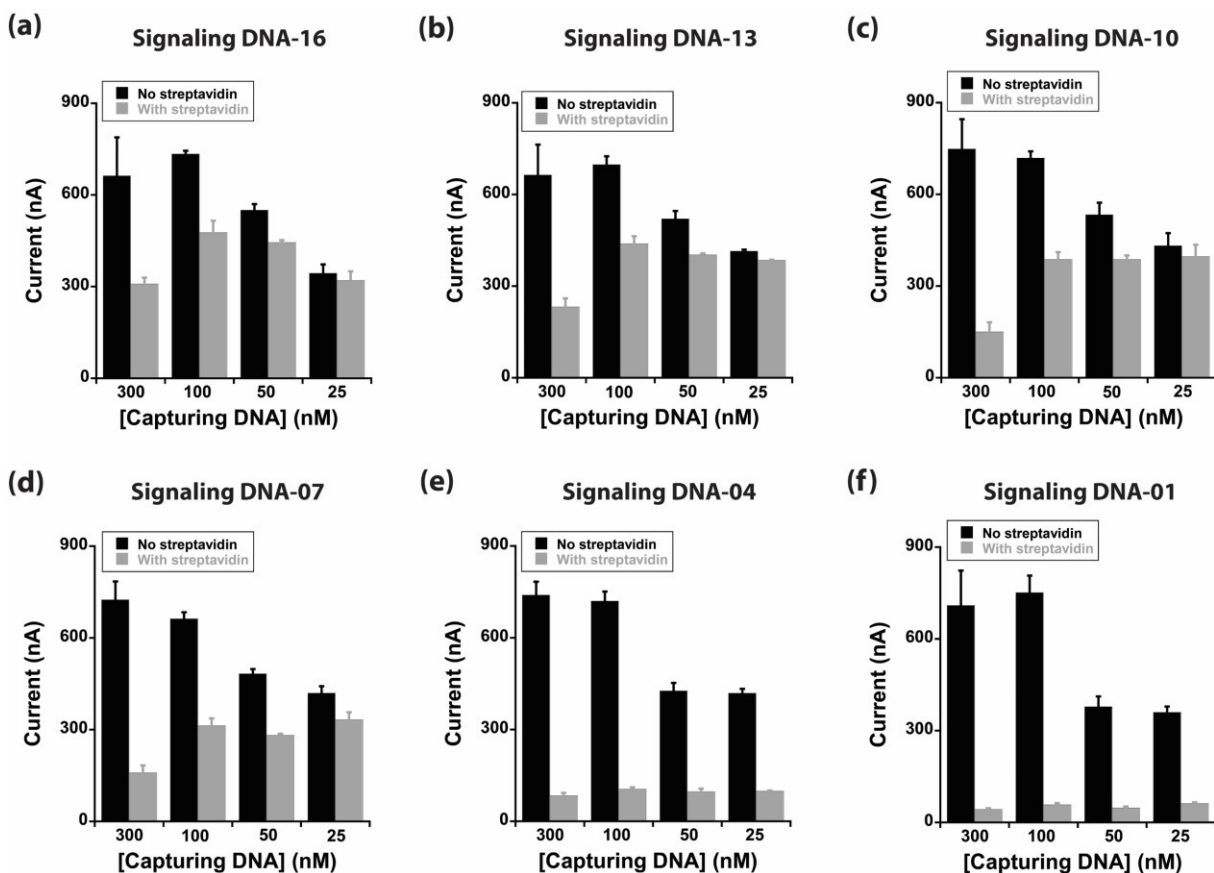 (a)
Signaling DNA-16
No streptavidin
With streptavidin
900
600
300
0
Current (nA)
300 100 50 25
[Capturing DNA] (nM)
(b)
Signaling DNA-13
No streptavidin
With streptavidin
900
600
300
0
Current (nA)
300 100 50 25
[Capturing DNA] (nM)
(c)
Signaling DNA-10
No streptavidin
With streptavidin
900
600
300
0
Current (nA)
300 100 50 25
[Capturing DNA] (nM)
(d)
Signaling DNA-07
No streptavidin
With streptavidin
900
600
300
0
Current (nA)
300 100 50 25
[Capturing DNA] (nM)
(e)
Signaling DNA-04
No streptavidin
With streptavidin
900
600
300
0
Current (nA)
300 100 50 25
[Capturing DNA] (nM)
(f)
Signaling DNA-01
No streptavidin
With streptavidin
900
600
300
0
Current (nA)
300 100 50 25
[Capturing DNA] (nM)